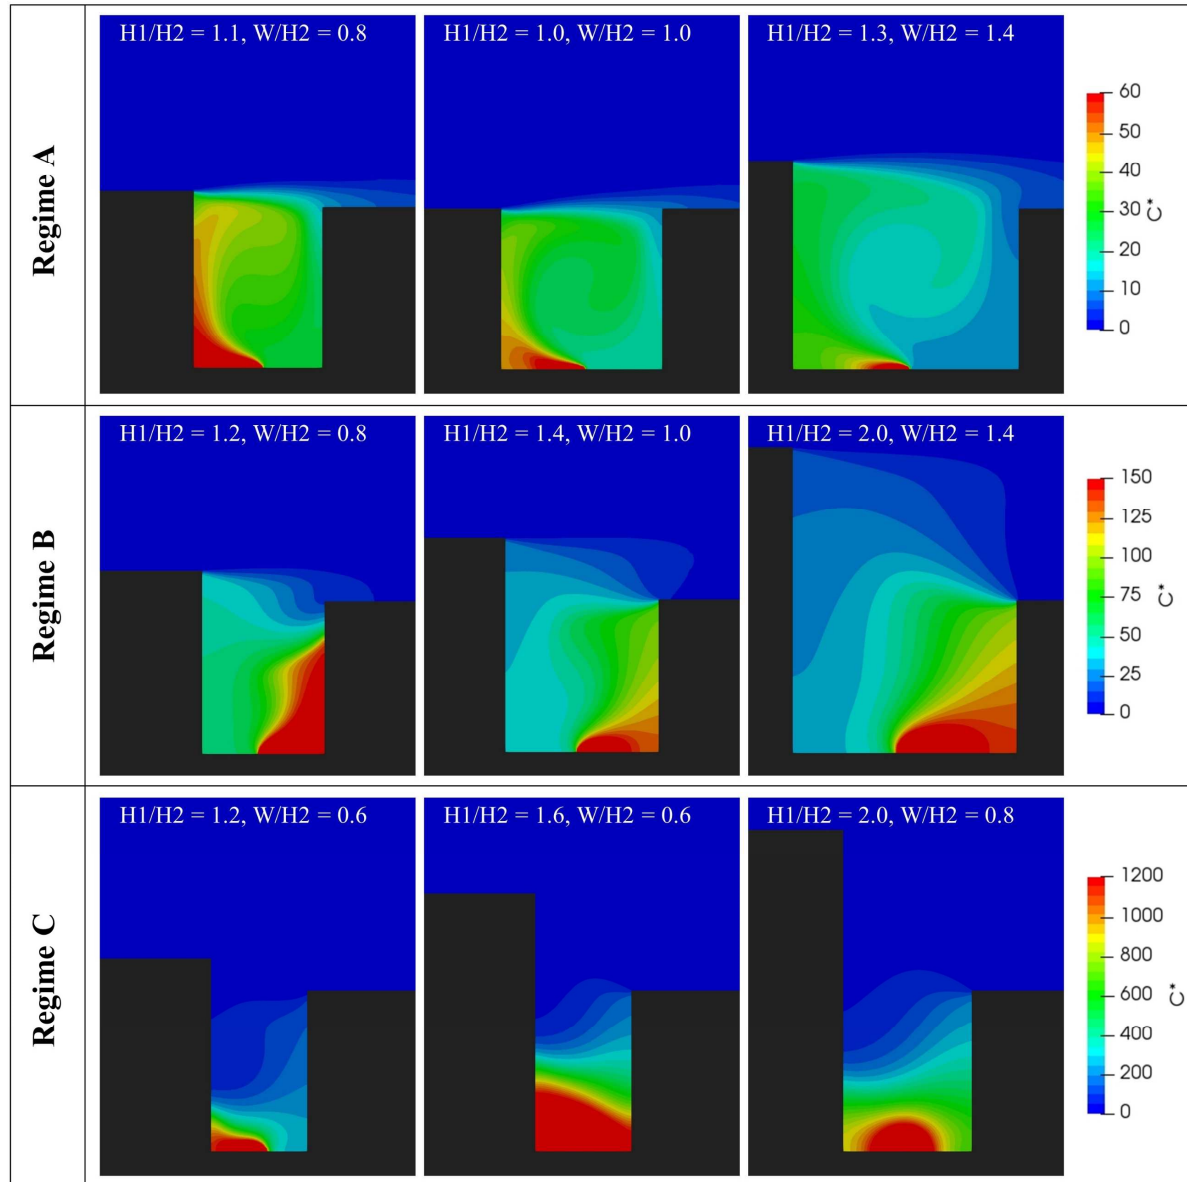 Regime A
H1/H2 = 1.1, W/H2 = 0.8
H1/H2 = 1.0, W/H2 = 1.0
H1/H2 = 1.3, W/H2 = 1.4
60
50
40
30
20
10
0
C*
Regime B
H1/H2 = 1.2, W/H2 = 0.8
H1/H2 = 1.4, W/H2 = 1.0
H1/H2 = 2.0, W/H2 = 1.4
150
125
100
75
50
25
0
C*
Regime C
H1/H2 = 1.2, W/H2 = 0.6
H1/H2 = 1.6, W/H2 = 0.6
H1/H2 = 2.0, W/H2 = 0.8
1200
1000
800
600
400
200
0
C*